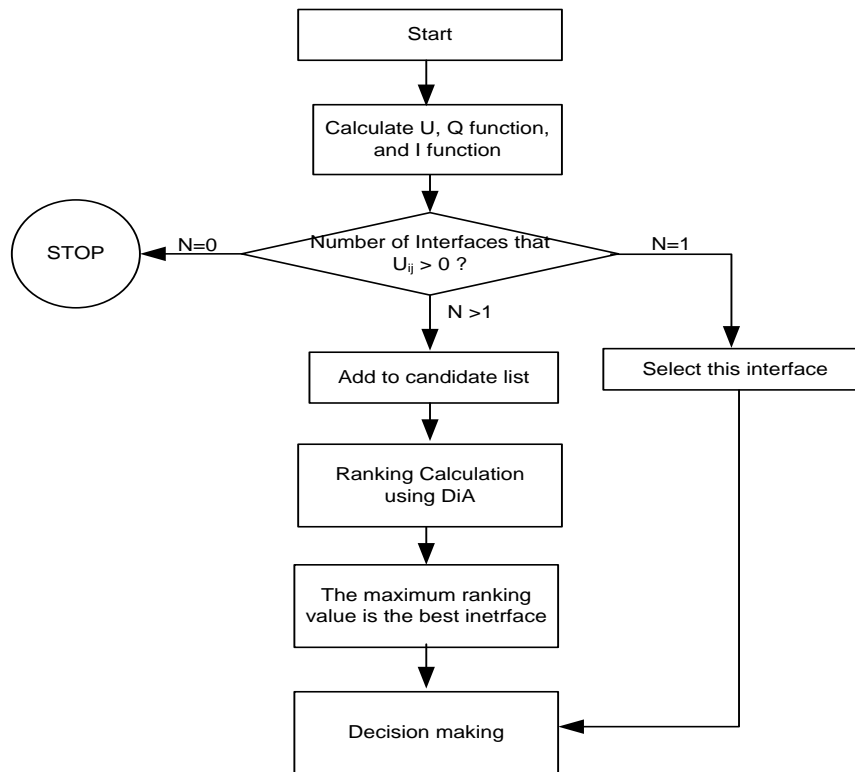 Start
Calculate U, Q function,
and I function
Number of Interfaces that
U_ij > 0 ?
STOP
N=0
N=1
N >1
Add to candidate list
Select this interface
Ranking Calculation
using DiA
The maximum ranking
value is the best inetrface
Decision making